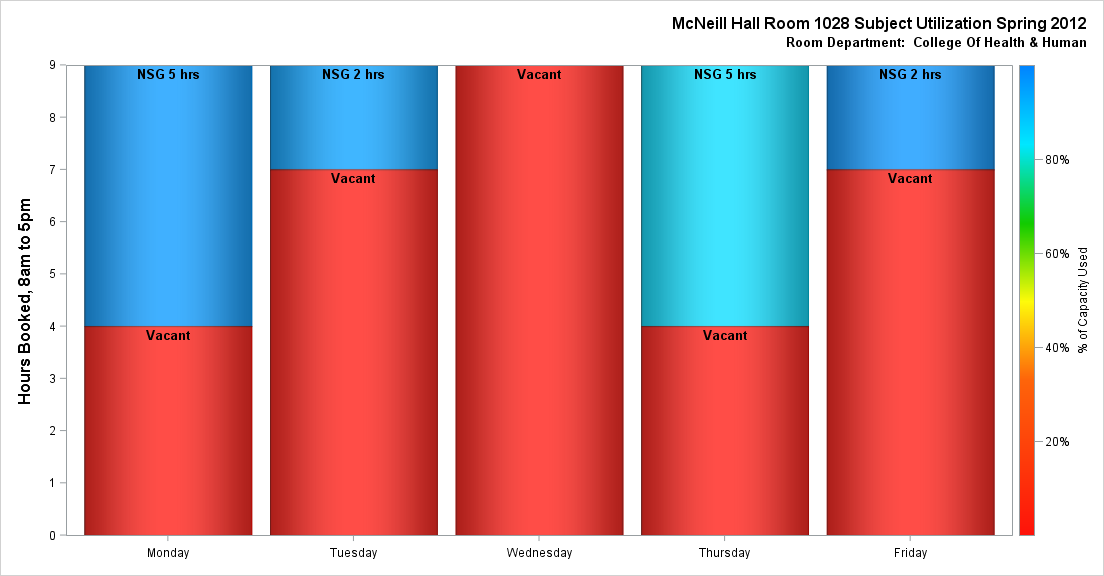 McNeill Hall Room 1028 Subject Utilization Spring 2012
Room Department:  College Of Health & Human
Hours Booked, 8am to 5pm
9
8
7
6
5
4
3
2
1
0
NSG 5 hrs
NSG 2 hrs
Vacant
NSG 5 hrs
NSG 2 hrs
Vacant
Vacant
Vacant
Vacant
Monday
Tuesday
Wednesday
Thursday
Friday
80%
60%
40%
20%
% of Capacity Used